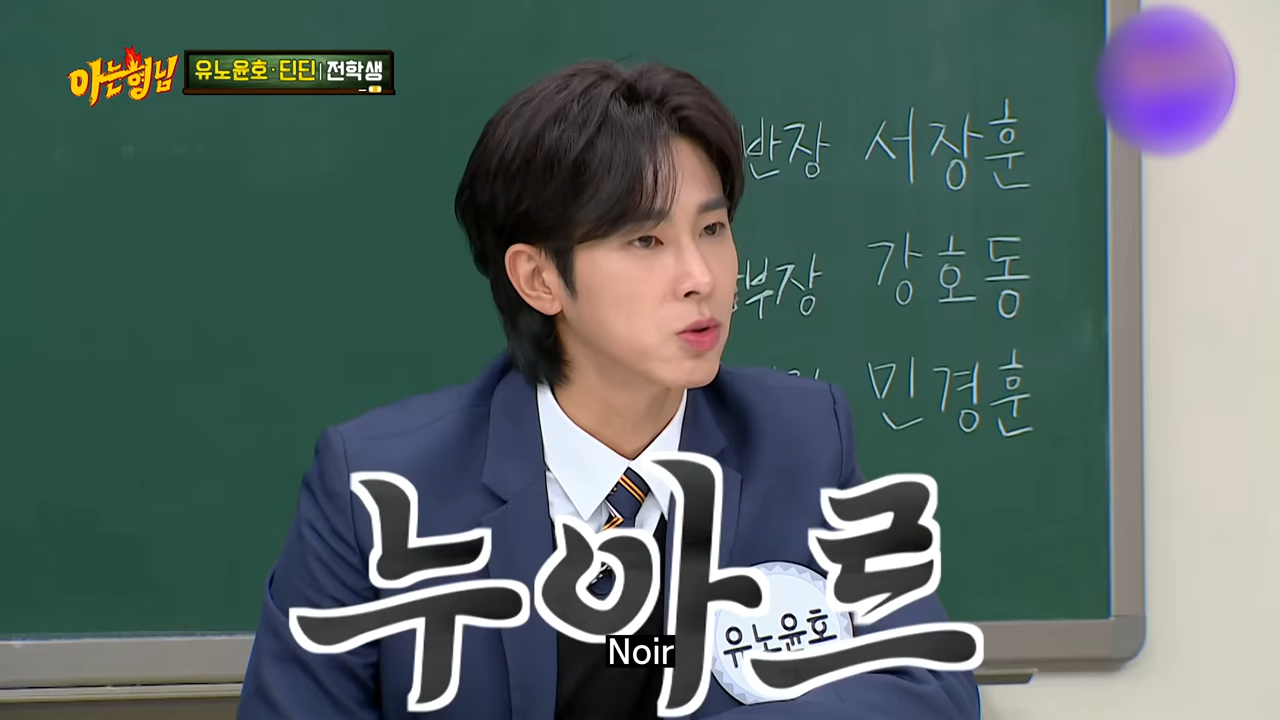 아는형님
유노윤호·딘딘 | 전학생
반장 서장훈
부장 강호동
민경훈
누아르
유노윤호
Noir